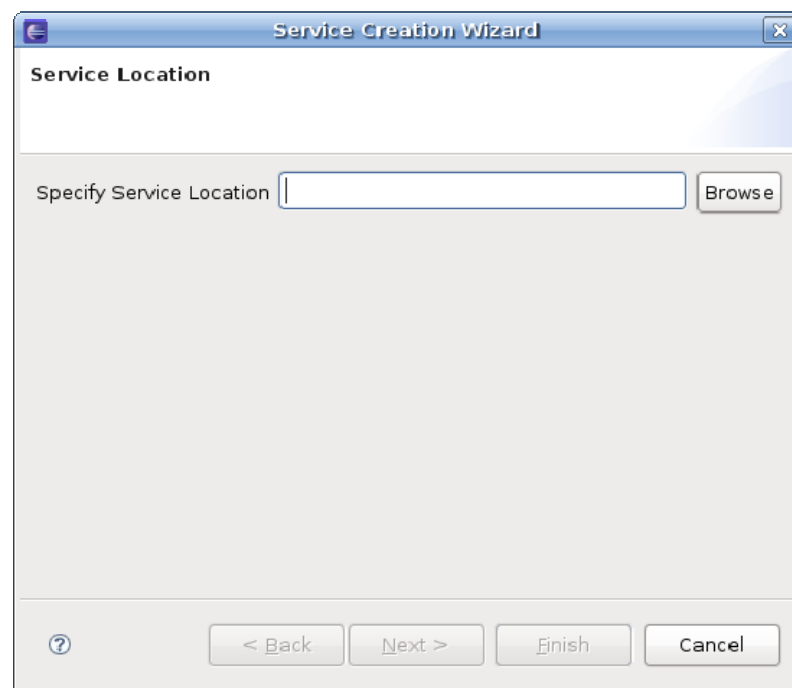 Service Creation Wizard
Service Location
Specify Service Location Browse
? < Back Next > Finish Cancel